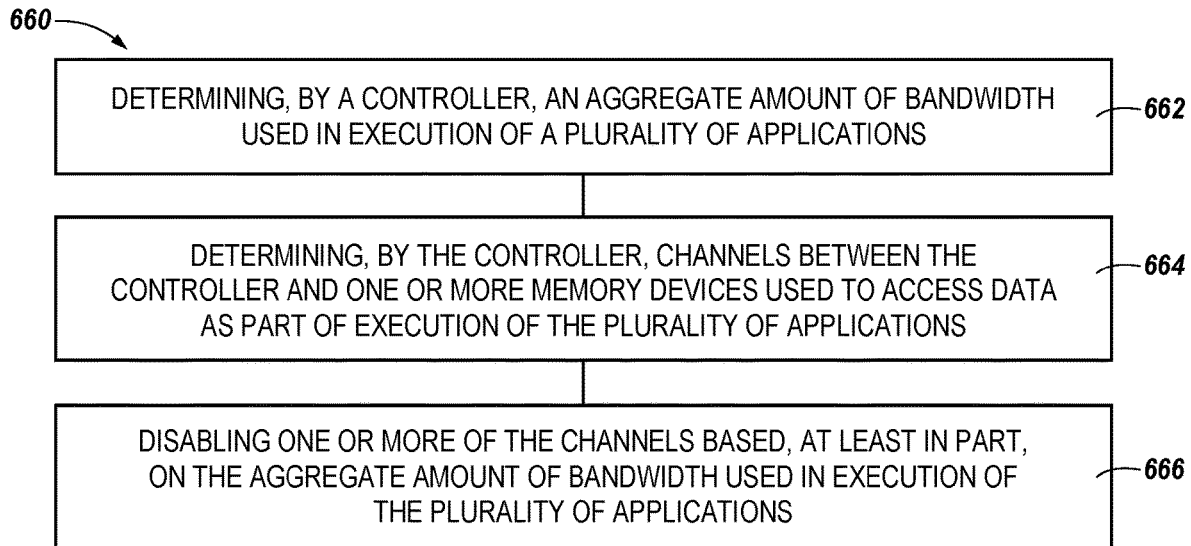 660
DETERMINING, BY A CONTROLLER, AN AGGREGATE AMOUNT OF BANDWIDTH
USED IN EXECUTION OF A PLURALITY OF APPLICATIONS
662
DETERMINING, BY THE CONTROLLER, CHANNELS BETWEEN THE
CONTROLLER AND ONE OR MORE MEMORY DEVICES USED TO ACCESS DATA
AS PART OF EXECUTION OF THE PLURALITY OF APPLICATIONS
664
DISABLING ONE OR MORE OF THE CHANNELS BASED, AT LEAST IN PART,
ON THE AGGREGATE AMOUNT OF BANDWIDTH USED IN EXECUTION OF
THE PLURALITY OF APPLICATIONS
666